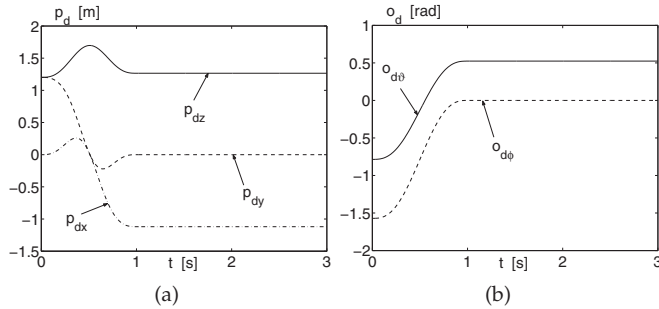 p_d [m]
2
1.5
1
0.5
0
−0.5
−1
−1.5
0 1 2 3
t [s]
p_dz
p_dy
p_dx
(a)
o_d [rad]
1
0.5
0
−0.5
−1
−1.5
−2
0 1 2 3
t [s]
o_dϑ
o_dϕ
(b)